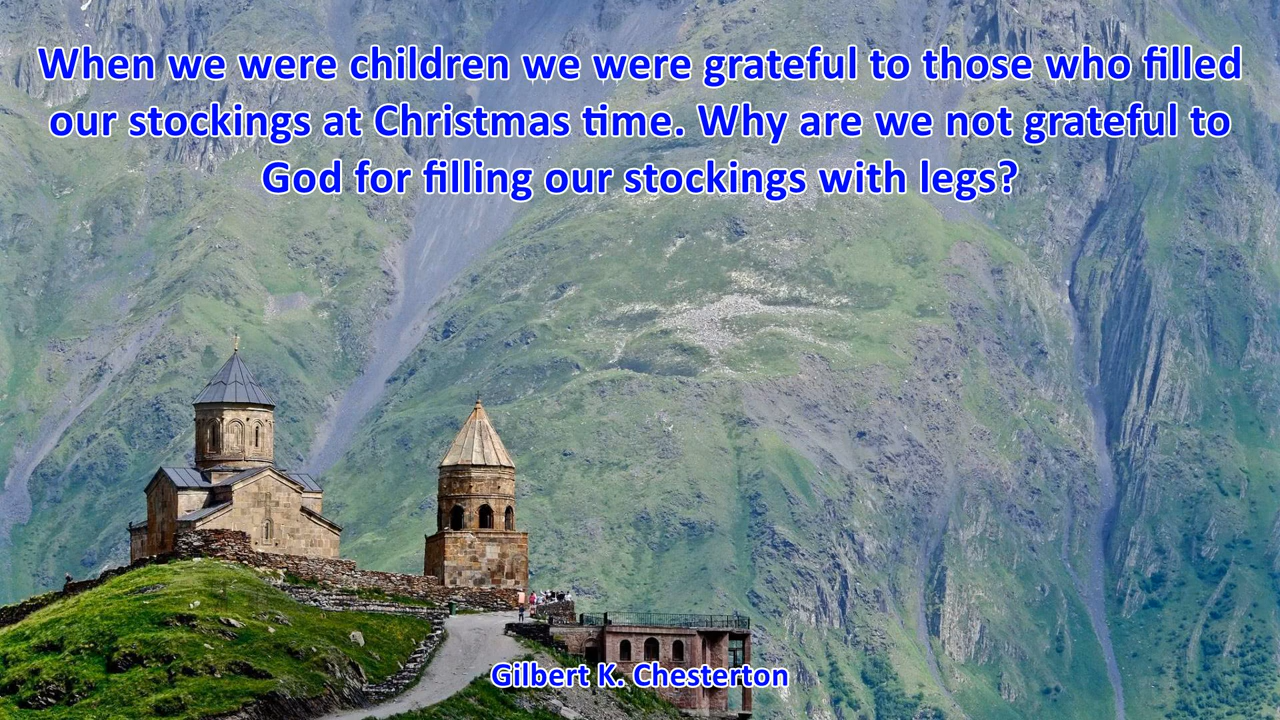 When we were children we were grateful to those who filled
our stockings at Christmas time. Why are we not grateful to
God for filling our stockings with legs?
Gilbert K. Chesterton